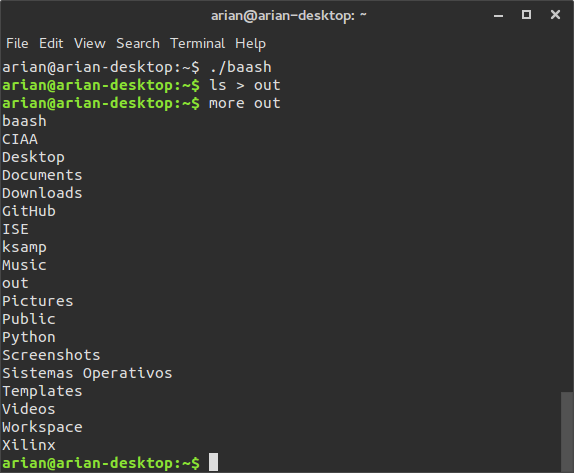 arian@arian-desktop: ~
File Edit View Search Terminal Help
arian@arian-desktop:~$ ./baash
arian@arian-desktop:~$ ls > out
arian@arian-desktop:~$ more out
baash
CIAA
Desktop
Documents
Downloads
GitHub
ISE
ksamp
Music
out
Pictures
Public
Python
Screenshots
Sistemas Operativos
Templates
Videos
Workspace
Xilinx
arian@arian-desktop:~$